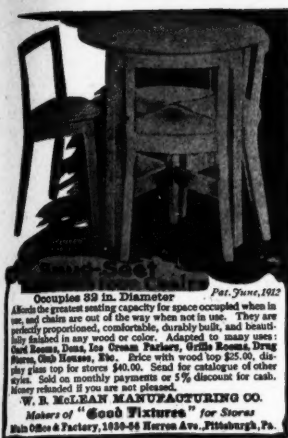 Occupies 32 in. Diameter
Pat. June, 1912
Affords the greatest seating capacity for space occupied when in
use, and chairs are out of the way when not in use. They are
perfectly proportioned, comfortable, durably built, and beauti-
fully finished in any wood or color. Adapted to many uses:
Card Rooms, Dens, Ice Cream Parlors, Grille Rooms, Drug
Stores, Club Houses, Etc. Price with wood top $25.00, dis-
play glass top for stores $40.00. Send for catalogue of other
styles. Sold on monthly payments or 5% discount for cash.
Money refunded if you are not pleased.
W. B. McLEAN MANUFACTURING CO.
Makers of "Good Fixtures" for Stores
Main Office & Factory, Herron Ave., Pittsburgh, Pa.